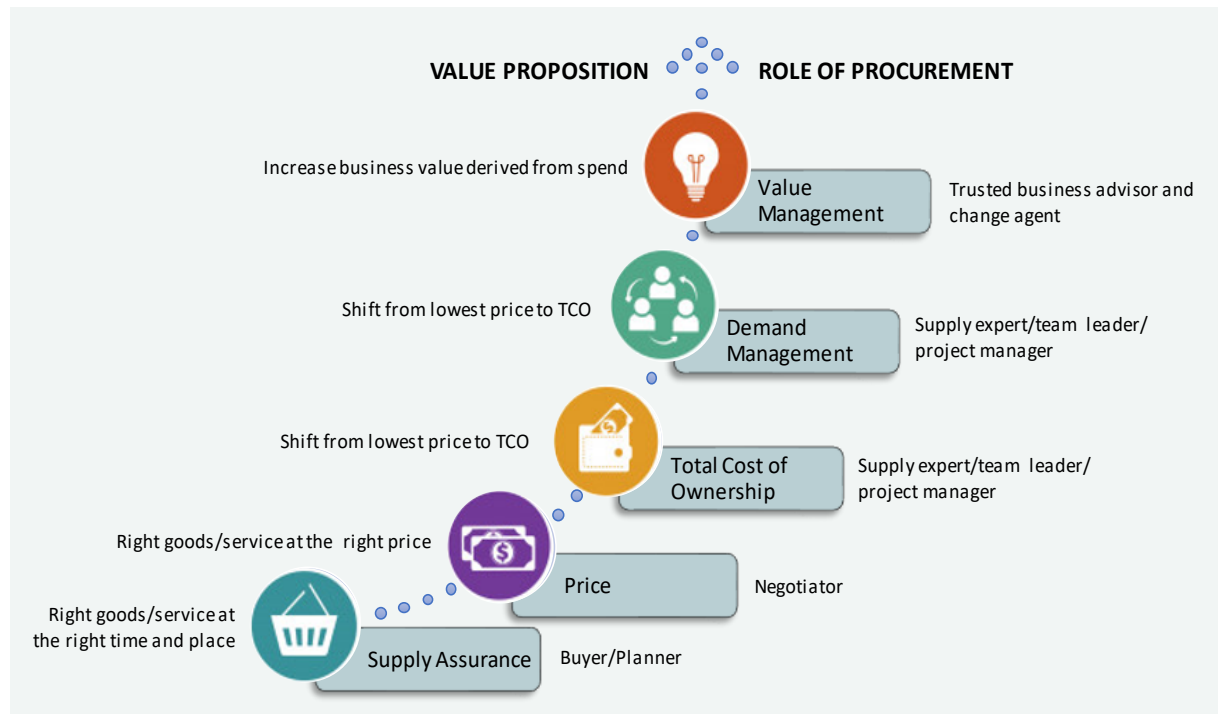 VALUE PROPOSITION
ROLE OF PROCUREMENT
Increase business value derived from spend
Value
Management
Trusted business advisor and
change agent
Shift from lowest price to TCO
Demand
Management
Supply expert/team leader/
project manager
Shift from lowest price to TCO
Total Cost of
Ownership
Supply expert/team leader/
project manager
Right goods/service at the right price
Price
Negotiator
Right goods/service at
the right time and place
Supply Assurance
Buyer/Planner